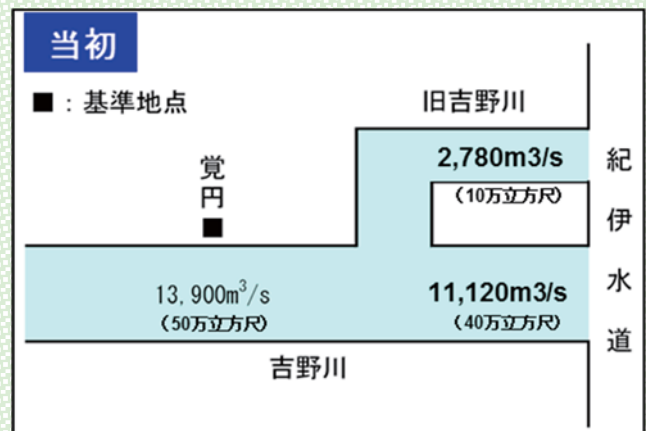 当初
■：基準地点
旧吉野川
2,780m3/s
（10万立方尺）
覚円
■
13,900m³/s
（50万立方尺）
11,120m3/s
（40万立方尺）
吉野川
紀伊水道